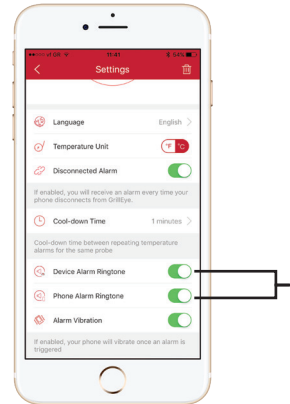 11:41
54%
Settings
Language English
Temperature Unit °F °C
Disconnected Alarm
If enabled, you will receive an alarm every time your
phone disconnects from GrillEye.
Cool-down Time 1 minutes
Cool-down time between repeating temperature
alarms for the same probe
Device Alarm Ringtone
Phone Alarm Ringtone
Alarm Vibration
If enabled, your phone will vibrate once an alarm is
triggered